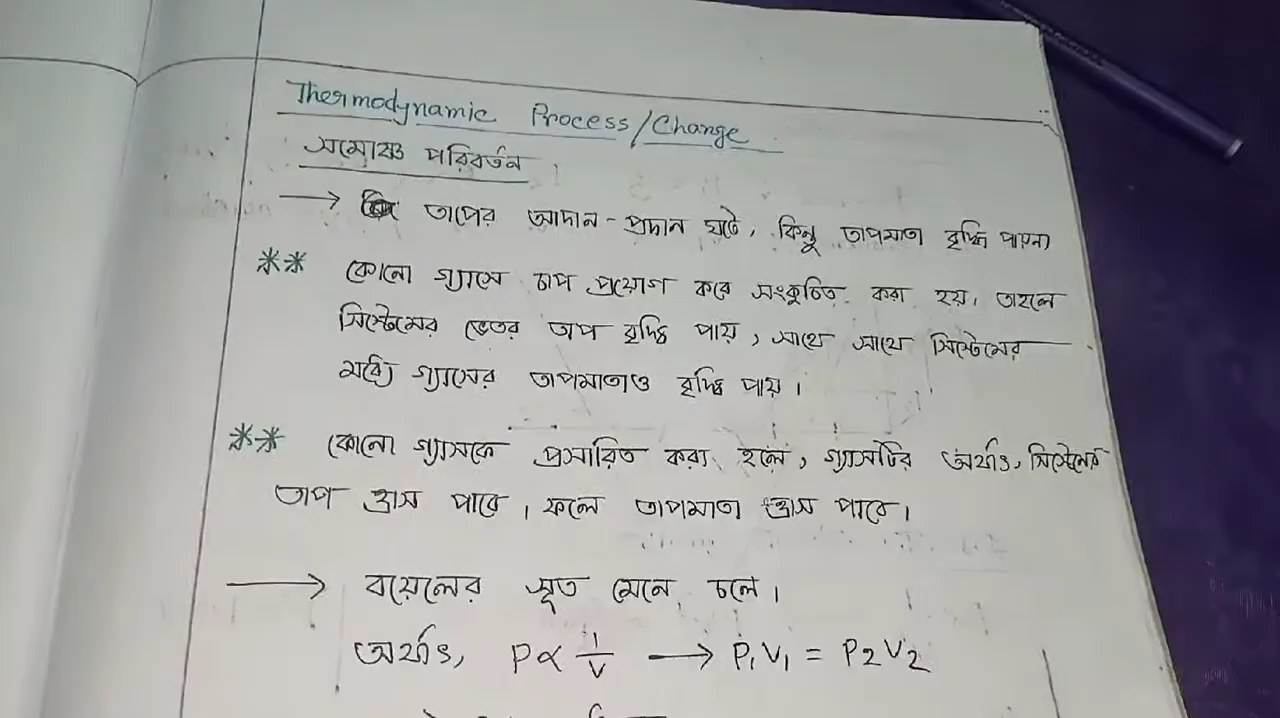 Thermodynamic Process/Change
সমোষ্ণ পরিবর্তন
→ তাপের আদান-প্রদান ঘটে, কিন্তু তাপমাত্রা বৃদ্ধি পায়না
** কোনো গ্যাসে চাপ প্রয়োগ করে সংকুচিত করা হয়। তাহলে
সিস্টেমের ভেতর তাপ বৃদ্ধি পায়, সাথে সাথে সিস্টেমের
মধ্যে গ্যাসের তাপমাত্রাও বৃদ্ধি পায়।
** কোনো গ্যাসকে প্রসারিত করা হলে, গ্যাসটির অর্থাৎ, সিস্টেমের
তাপ হ্রাস পাবে। ফলে তাপমাত্রা হ্রাস পাবে।
→ বয়েলের সূত্র মেনে চলে।
অর্থাৎ, P ∝ 1/V → P₁V₁ = P₂V₂